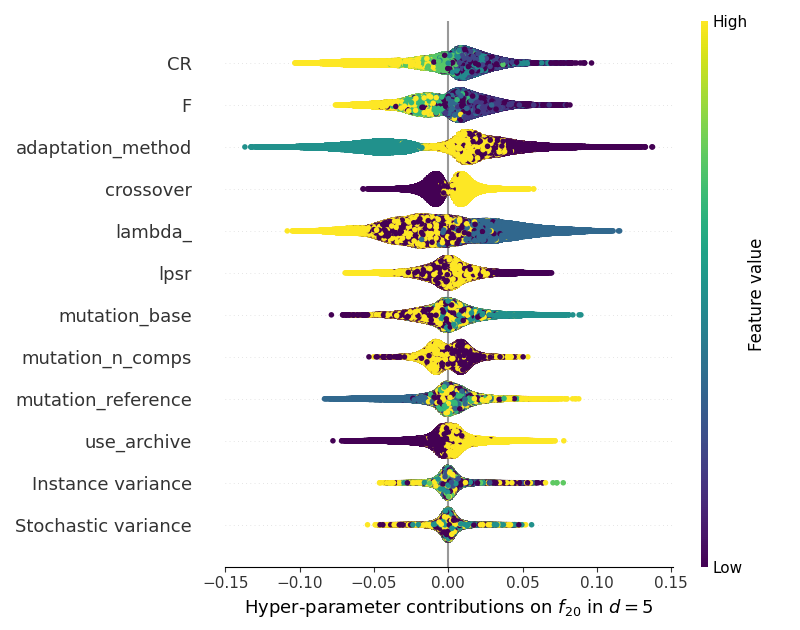 High
CR
F
adaptation_method
crossover
lambda_
lpsr
mutation_base
mutation_n_comps
mutation_reference
use_archive
Instance variance
Stochastic variance
Feature value
Low
−0.15 −0.10 −0.05 0.00 0.05 0.10 0.15
Hyper-parameter contributions on f₂₀ in d = 5